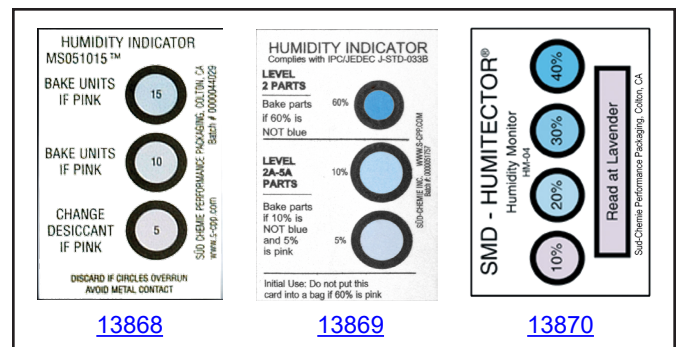 HUMIDITY INDICATOR
MS051015™
BAKE UNITS
IF PINK
15
BAKE UNITS
IF PINK
10
CHANGE
DESICCANT
IF PINK
5
DISCARD IF CIRCLES OVERRUN
AVOID METAL CONTACT
SÜD CHEMIE PERFORMANCE PACKAGING, COLTON, CA
www.s-cpp.com
Batch # 0000044029
13868
HUMIDITY INDICATOR
Complies with IPC/JEDEC J-STD-033B
LEVEL
2 PARTS
Bake parts
if 60% is
NOT blue
60%
LEVEL
2A-5A
PARTS
Bake parts
if 10% is
NOT blue
and 5%
is pink
10%
5%
SÜD-CHEMIE INC. WWW.S-CPP.COM
Batch #: 0000051757
Initial Use: Do not put this
card into a bag if 60% is pink
13869
SMD - HUMITECTOR®
Humidity Monitor
HM-04
10%
20%
30%
40%
Read at Lavender
Sud-Chemie Performance Packaging, Colton, CA
13870